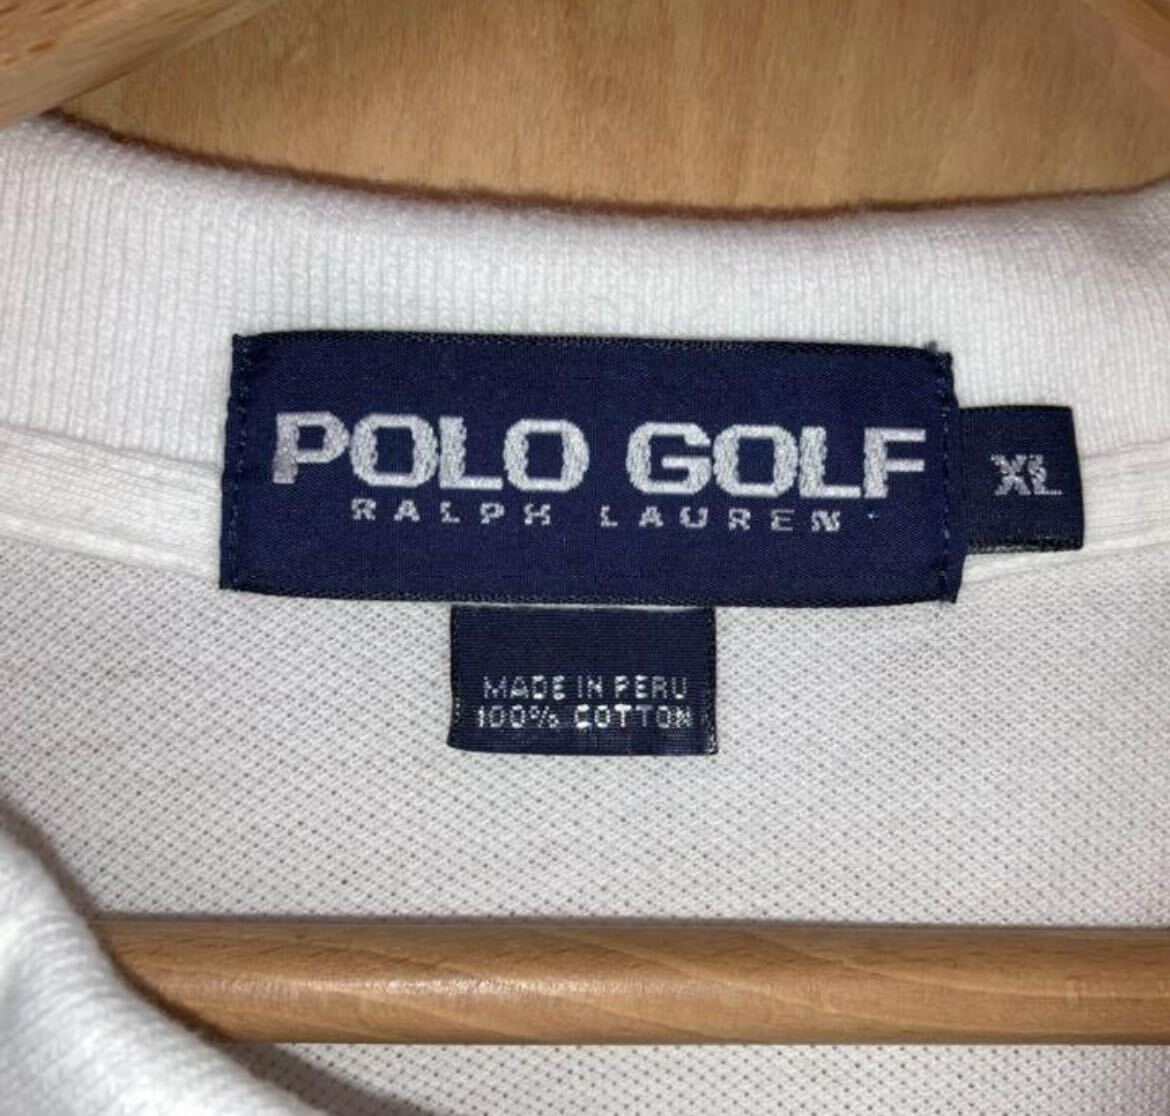 POLO GOLF
RALPH LAUREN
XL
MADE IN PERU
100% COTTON